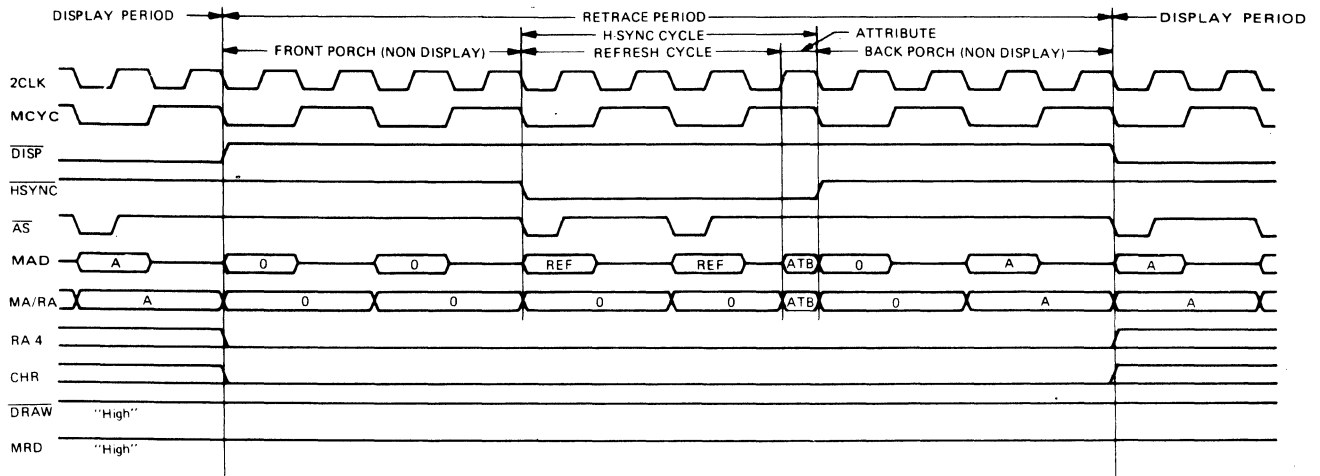 DISPLAY PERIOD
RETRACE PERIOD
DISPLAY PERIOD
H-SYNC CYCLE
ATTRIBUTE
FRONT PORCH (NON DISPLAY)
REFRESH CYCLE
BACK PORCH (NON DISPLAY)
2CLK
MCYC
DISP
HSYNC
AS
MAD A 0 0 REF REF ATB 0 A A
MA/RA A 0 0 0 0 ATB 0 A A
RA 4
CHR
DRAW "High"
MRD "High"